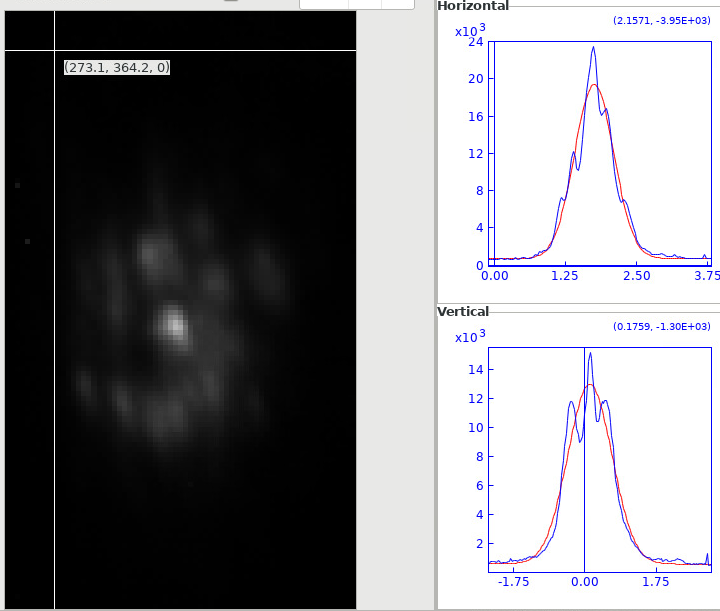 (273.1, 364.2, 0)
Horizontal
(2.1571, -3.95E+03)
x10³
24
20
16
12
8
4
0
0.00 1.25 2.50 3.75
Vertical
(0.1759, -1.30E+03)
x10³
14
12
10
8
6
4
2
-1.75 0.00 1.75